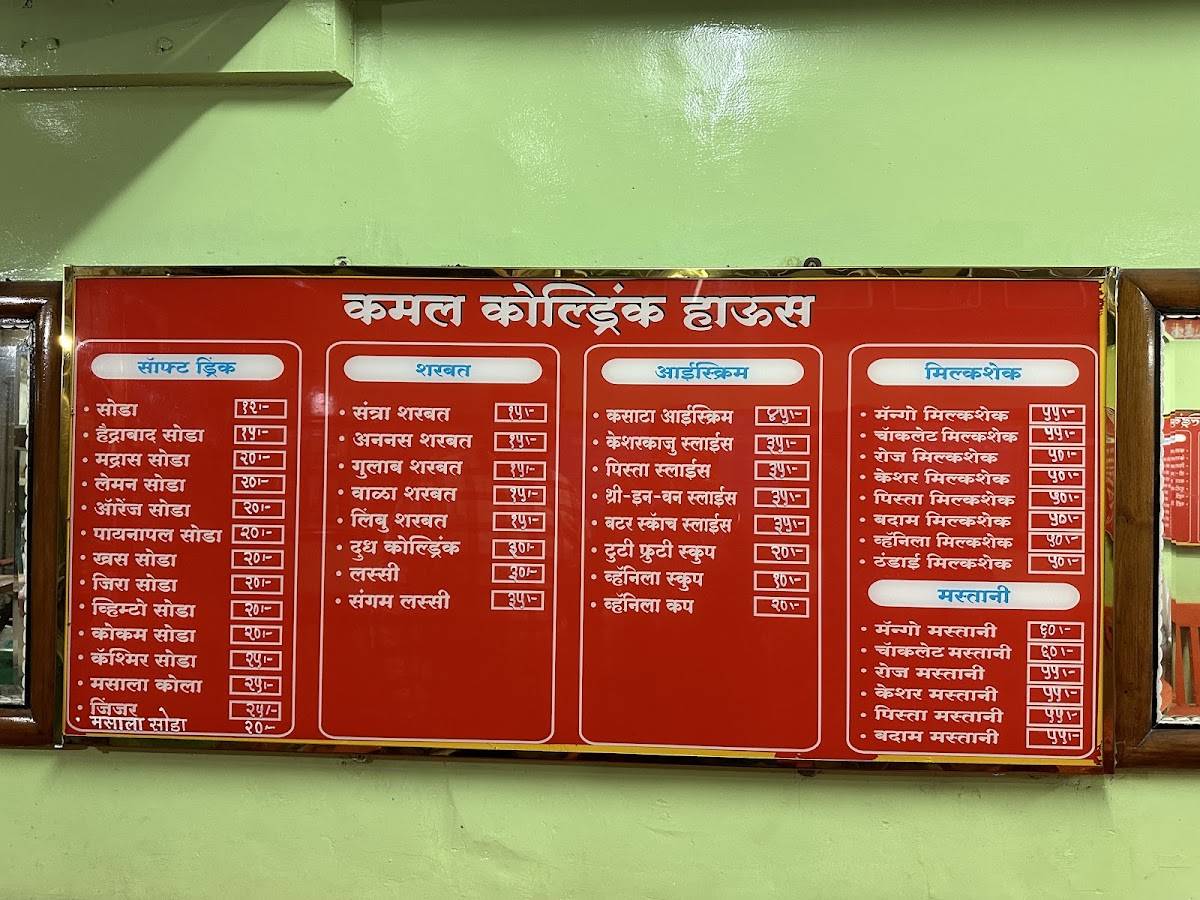 कमल कोल्ड्रिंक हाऊस
सॉफ्ट ड्रिंक
• सोडा १२/-
• हैद्राबाद सोडा १५/-
• मद्रास सोडा २०/-
• लेमन सोडा २०/-
• ऑरेंज सोडा २०/-
• पायनापल सोडा २०/-
• खस सोडा २०/-
• जिरा सोडा २०/-
• व्हिम्टो सोडा २०/-
• कोकम सोडा २०/-
• कॅश्मिर सोडा २५/-
• मसाला कोला २५/-
• जिंजर २५/-
• मसाला सोडा २०/-
शरबत
• संत्रा शरबत १५/-
• अननस शरबत १५/-
• गुलाब शरबत १५/-
• वाळा शरबत १५/-
• लिंबु शरबत १५/-
• दुध कोल्ड्रिंक ३०/-
• लस्सी ३०/-
• संगम लस्सी ३५/-
आईस्क्रिम
• कसाटा आईस्क्रिम ४५/-
• केशरकाजु स्लाईस ३५/-
• पिस्ता स्लाईस ३५/-
• थ्री-इन-वन स्लाईस ३५/-
• बटर स्कॅाच स्लाईस ३५/-
• टुटी फ्रुटी स्कुप २०/-
• व्हॅनिला स्कुप १०/-
• व्हॅनिला कप २०/-
मिल्कशेक
• मॅन्गो मिल्कशेक ५५/-
• चॅाकलेट मिल्कशेक ५५/-
• रोज मिल्कशेक ५०/-
• केशर मिल्कशेक ५०/-
• पिस्ता मिल्कशेक ५०/-
• बदाम मिल्कशेक ५०/-
• व्हॅनिला मिल्कशेक ५०/-
• ठंडाई मिल्कशेक ५०/-
मस्तानी
• मॅन्गो मस्तानी ६०/-
• चॅाकलेट मस्तानी ६०/-
• रोज मस्तानी ५५/-
• केशर मस्तानी ५५/-
• पिस्ता मस्तानी ५५/-
• बदाम मस्तानी ५५/-